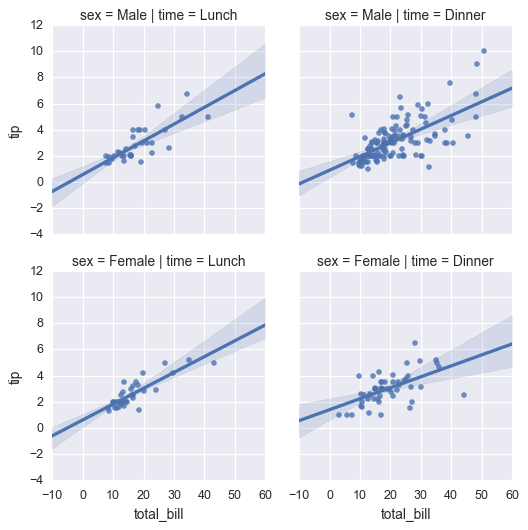 sex = Male | time = Lunch
sex = Male | time = Dinner
12
10
8
6
4
2
0
−2
−4
tip
sex = Female | time = Lunch
sex = Female | time = Dinner
12
10
8
6
4
2
0
−2
−4
tip
−10 0 10 20 30 40 50 60
−10 0 10 20 30 40 50 60
total_bill
total_bill